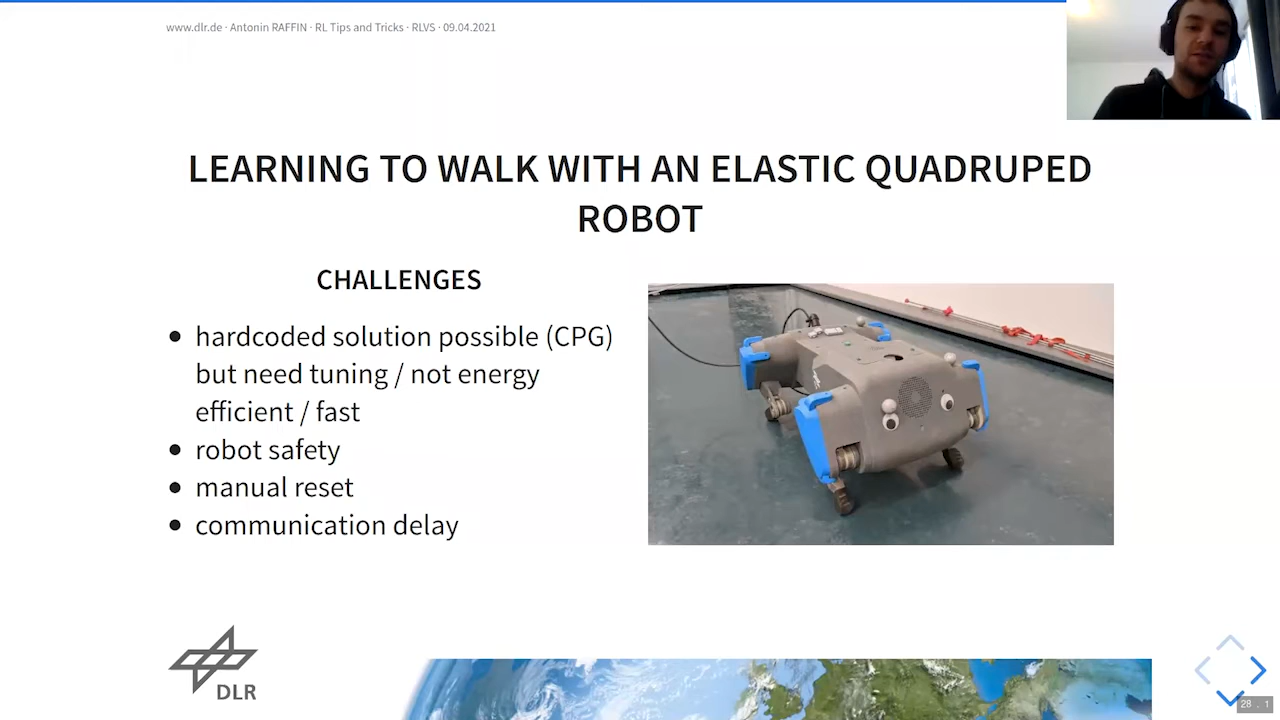 www.dlr.de · Antonin RAFFIN · RL Tips and Tricks · RLVS · 09.04.2021
LEARNING TO WALK WITH AN ELASTIC QUADRUPED
ROBOT
CHALLENGES
• hardcoded solution possible (CPG)
but need tuning / not energy
efficient / fast
• robot safety
• manual reset
• communication delay
DLR
28 . 1